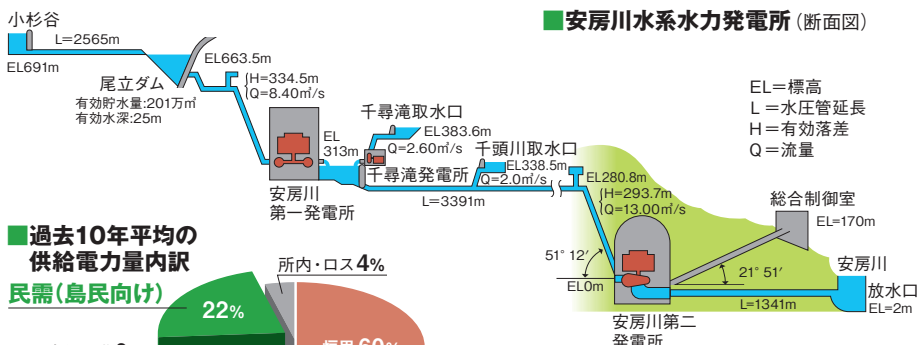 ■安房川水系水力発電所(断面図)
小杉谷
L=2565m
EL691m
尾立ダム
有効貯水量:201万㎥
有効水深:25m
EL663.5m
H=334.5m
Q=8.40㎥/s
EL
313m
安房川
第一発電所
千尋滝取水口
EL383.6m
Q=2.60㎥/s
千尋滝発電所
千頭川取水口
EL338.5m
Q=2.0㎥/s
L=3391m
EL280.8m
H=293.7m
Q=13.00㎥/s
EL=標高
L=水圧管延長
H=有効落差
Q=流量
総合制御室
EL=170m
51° 12′
EL0m
21° 51′
安房川
放水口
EL=2m
L=1341m
安房川第二
発電所
■過去10年平均の
供給電力量内訳
民需(島民向け)
22%
所内・ロス4%